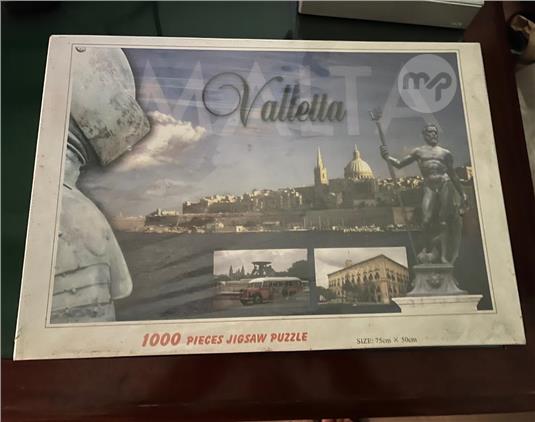 MALTA
Valletta
mp
1000 PIECES JIGSAW PUZZLE
SIZE: 75cm × 50cm